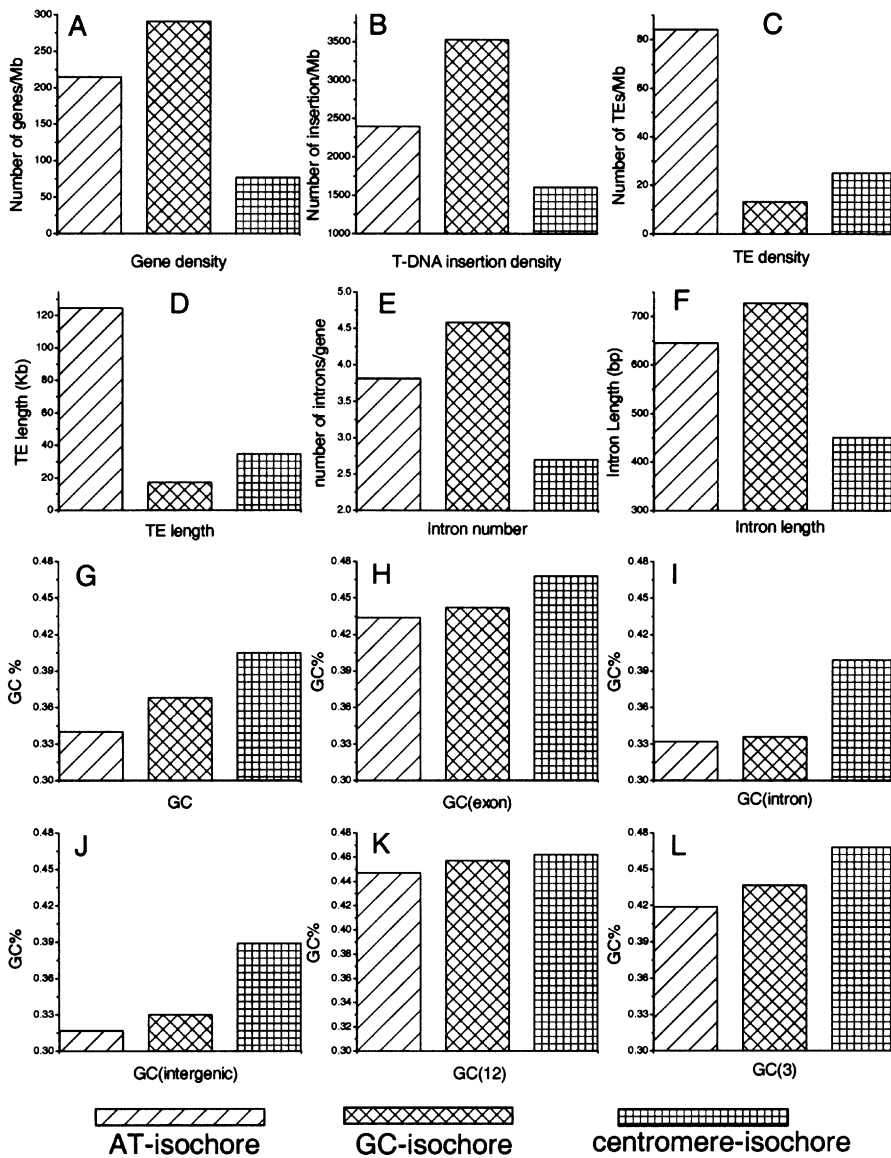 A
Number of genes/Mb
300
250
200
150
100
50
0
Gene density
B
Number of insertion/Mb
3500
3000
2500
2000
1500
1000
T-DNA insertion density
C
Number of TEs/Mb
80
60
40
20
0
TE density
D
TE length (Kb)
120
100
80
60
40
20
0
TE length
E
number of introns/gene
5.0
4.5
4.0
3.5
3.0
2.5
2.0
Intron number
F
Intron Length (bp)
700
600
500
400
300
Intron length
G
GC %
0.48
0.45
0.42
0.39
0.36
0.33
0.30
GC
H
GC%
0.48
0.45
0.42
0.39
0.36
0.33
0.30
GC(exon)
I
GC%
0.48
0.45
0.42
0.39
0.36
0.33
0.30
GC(intron)
J
GC%
0.48
0.45
0.42
0.39
0.36
0.33
0.30
GC(intergenic)
K
GC%
0.48
0.46
0.44
0.42
0.40
0.38
0.36
0.34
0.32
0.30
GC(12)
L
GC%
0.48
0.45
0.42
0.39
0.36
0.33
0.30
GC(3)
AT-isochore
GC-isochore
centromere-isochore